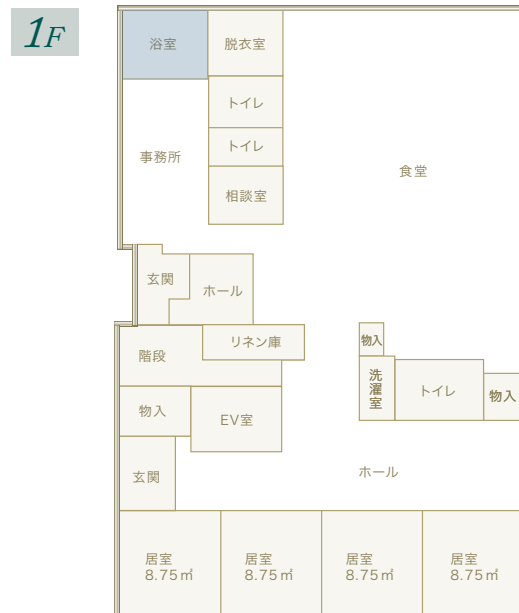 1F
浴室
脱衣室
トイレ
トイレ
事務所
食堂
相談室
玄関
ホール
リネン庫
物入
階段
洗濯室
トイレ
物入
物入
EV室
ホール
玄関
居室
8.75㎡
居室
8.75㎡
居室
8.75㎡
居室
8.75㎡